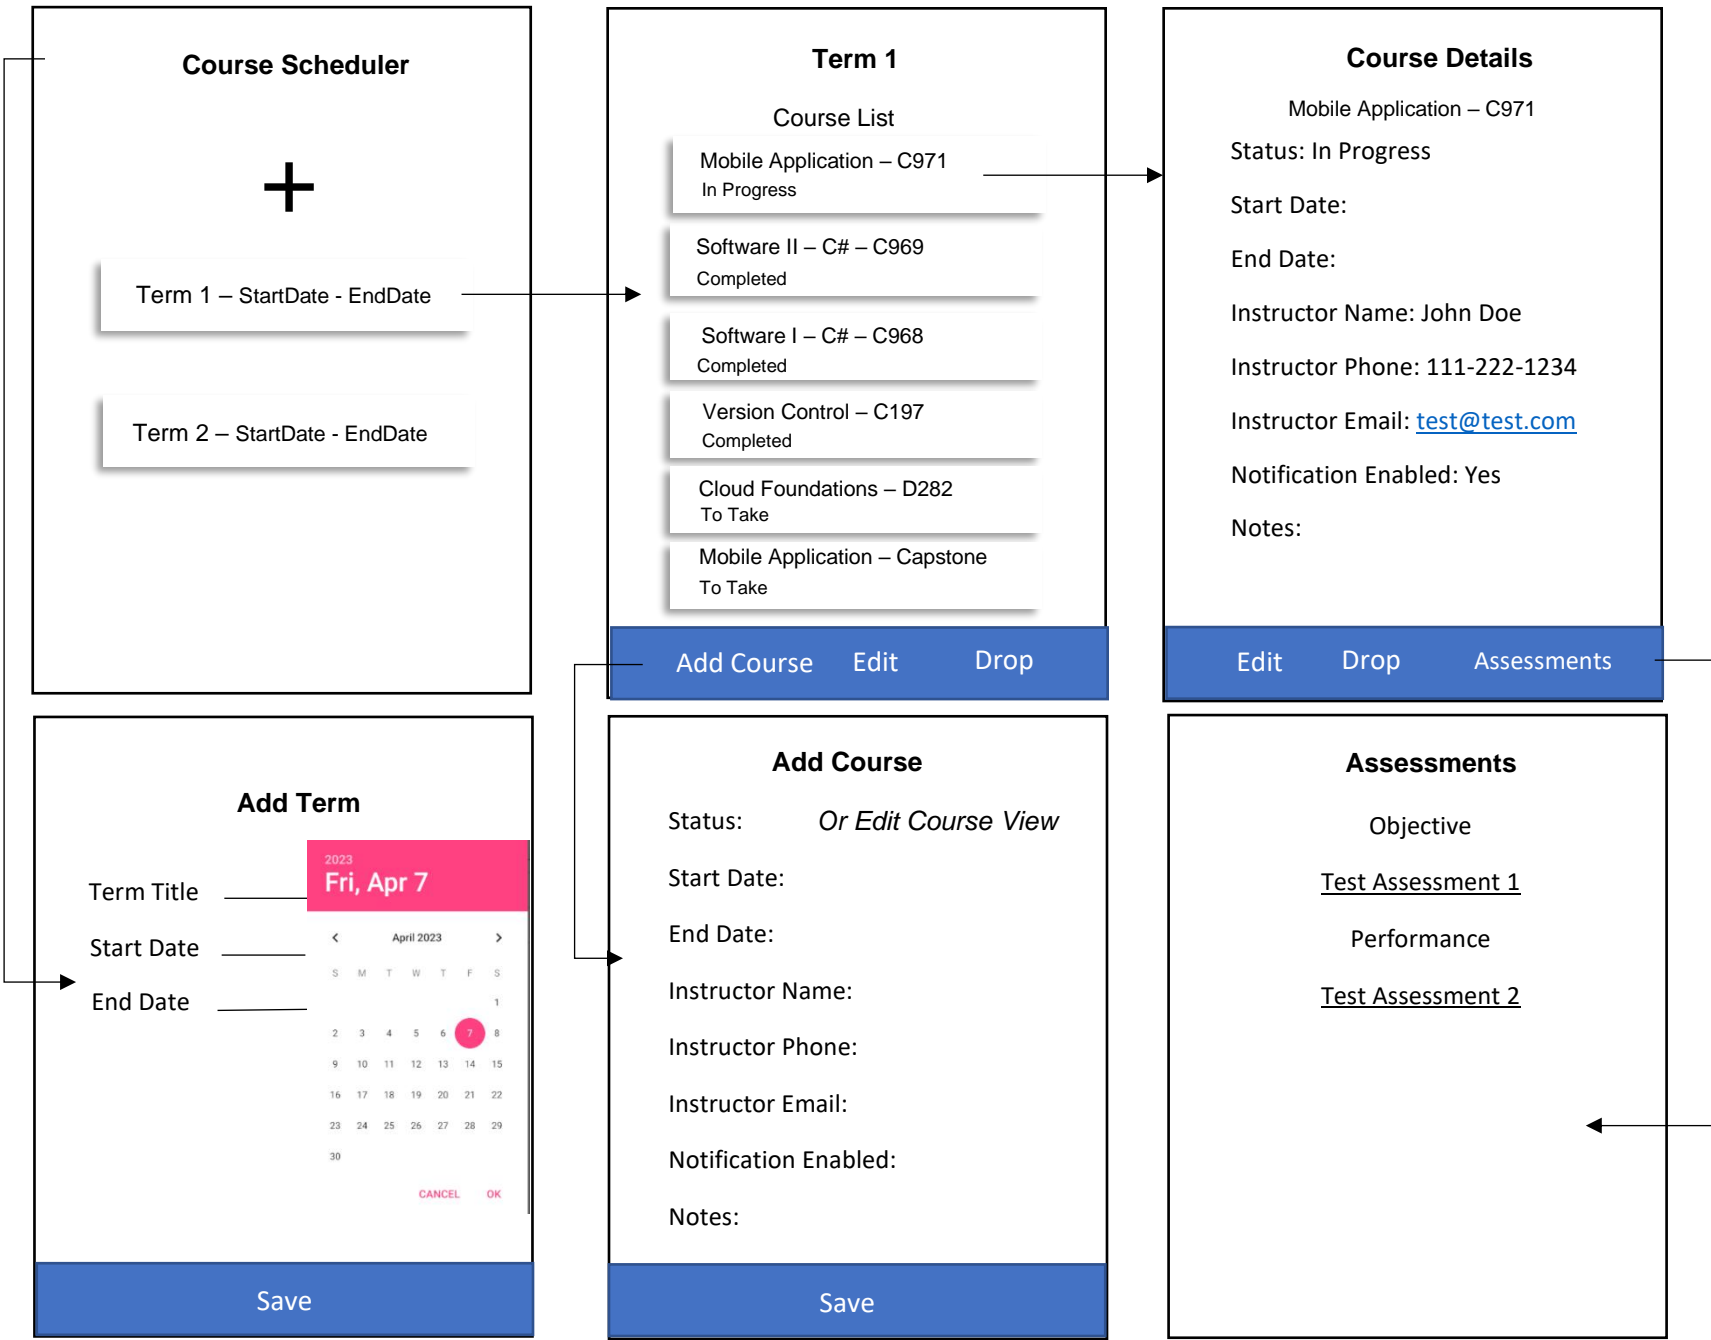 Course Scheduler
+
Term 1 – StartDate - EndDate
Term 2 – StartDate - EndDate
Term 1
Course List
Mobile Application – C971
In Progress
Software II – C# – C969
Completed
Software I – C# – C968
Completed
Version Control – C197
Completed
Cloud Foundations – D282
To Take
Mobile Application – Capstone
To Take
Add Course Edit Drop
Course Details
Mobile Application – C971
Status: In Progress
Start Date:
End Date:
Instructor Name: John Doe
Instructor Phone: 111-222-1234
Instructor Email: test@test.com
Notification Enabled: Yes
Notes:
Edit Drop Assessments
Add Term
Term Title
Start Date
End Date
2023
Fri, Apr 7
< April 2023 >
S M T W T F S
1
2 3 4 5 6 7 8
9 10 11 12 13 14 15
16 17 18 19 20 21 22
23 24 25 26 27 28 29
30
CANCEL OK
Save
Add Course
Status: Or Edit Course View
Start Date:
End Date:
Instructor Name:
Instructor Phone:
Instructor Email:
Notification Enabled:
Notes:
Save
Assessments
Objective
Test Assessment 1
Performance
Test Assessment 2